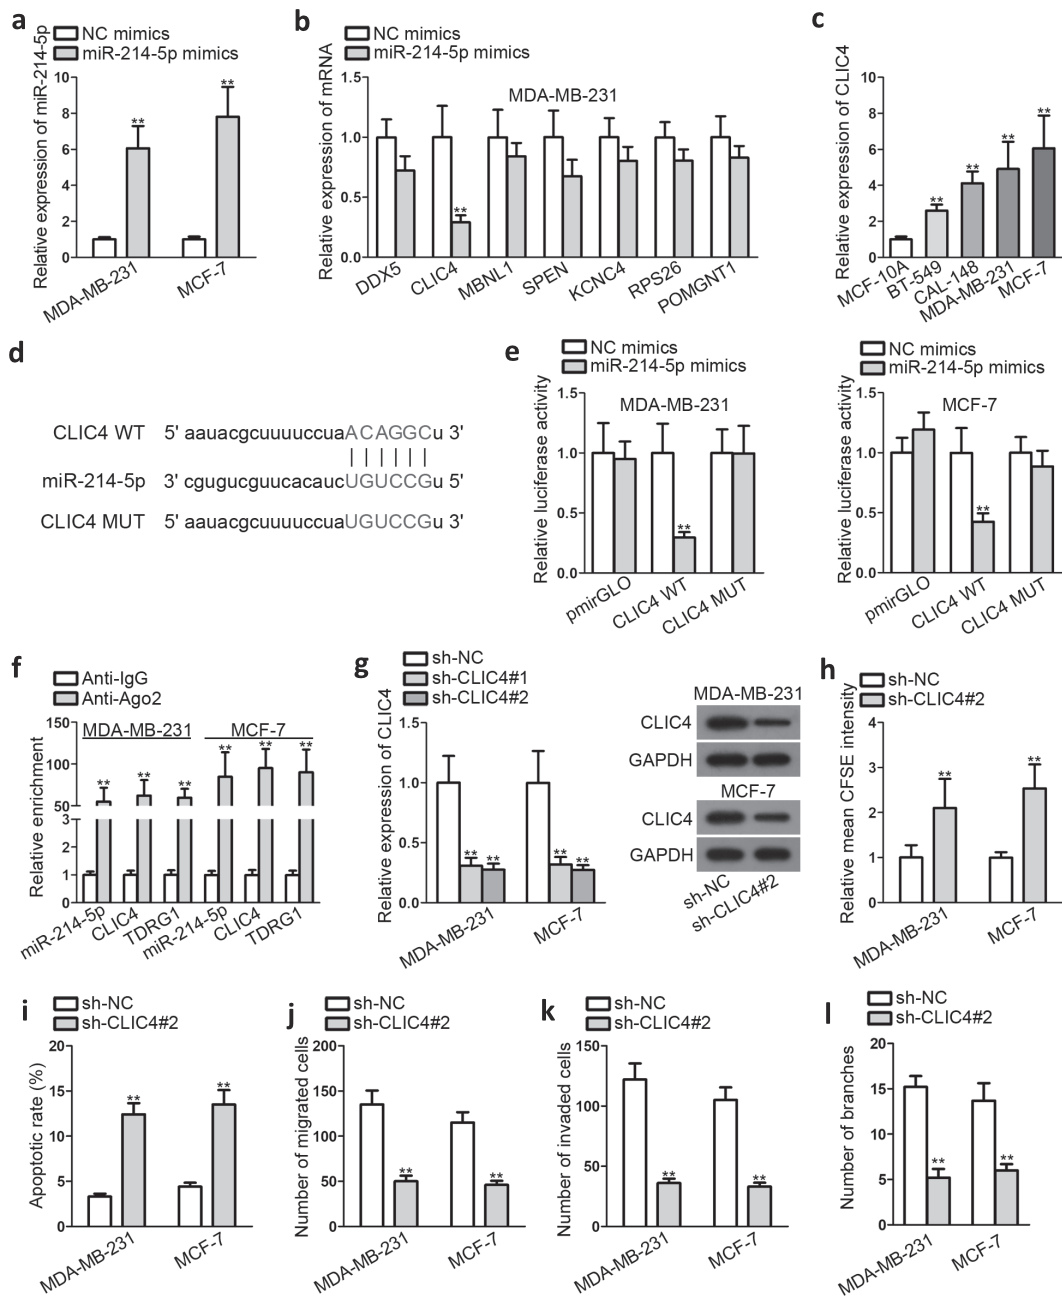 a
NC mimics
miR-214-5p mimics
Relative expression of miR-214-5p
10
8
6
4
2
0
**
**
MDA-MB-231
MCF-7
b
NC mimics
miR-214-5p mimics
Relative expression of mRNA
MDA-MB-231
1.5
1.0
0.5
0.0
**
DDX5
CLIC4
MBNL1
SPEN
KCNC4
RPS26
POMGNT1
c
Relative expression of CLIC4
10
8
6
4
2
0
**
**
**
**
MCF-10A
BT-549
CAL-148
MDA-MB-231
MCF-7
d
CLIC4 WT 5' aauacgcuuuuccuaACAGGCu 3'
miR-214-5p 3' cgugucguucacaucUGUCCGu 5'
CLIC4 MUT 5' aauacgcuuuuccuaUGUCCGu 3'
e
NC mimics
miR-214-5p mimics
Relative luciferase activity
MDA-MB-231
1.5
1.0
0.5
0.0
**
pmirGLO
CLIC4 WT
CLIC4 MUT
NC mimics
miR-214-5p mimics
Relative luciferase activity
MCF-7
1.5
1.0
0.5
0.0
**
pmirGLO
CLIC4 WT
CLIC4 MUT
f
Anti-IgG
Anti-Ago2
Relative enrichment
MDA-MB-231
MCF-7
150
100
50
3
2
1
0
**
**
**
**
**
**
miR-214-5p
CLIC4
TDRG1
miR-214-5p
CLIC4
TDRG1
g
sh-NC
sh-CLIC4#1
sh-CLIC4#2
Relative expression of CLIC4
1.5
1.0
0.5
0.0
**
**
**
**
MDA-MB-231
MCF-7
MDA-MB-231
CLIC4
GAPDH
MCF-7
CLIC4
GAPDH
sh-NC
sh-CLIC4#2
h
sh-NC
sh-CLIC4#2
Relative mean CFSE intensity
4
3
2
1
0
**
**
MDA-MB-231
MCF-7
i
sh-NC
sh-CLIC4#2
Apoptotic rate (%)
20
15
10
5
0
**
**
MDA-MB-231
MCF-7
j
sh-NC
sh-CLIC4#2
Number of migrated cells
200
150
100
50
0
**
**
MDA-MB-231
MCF-7
k
sh-NC
sh-CLIC4#2
Number of invaded cells
150
100
50
0
**
**
MDA-MB-231
MCF-7
l
sh-NC
sh-CLIC4#2
Number of branches
20
15
10
5
0
**
**
MDA-MB-231
MCF-7